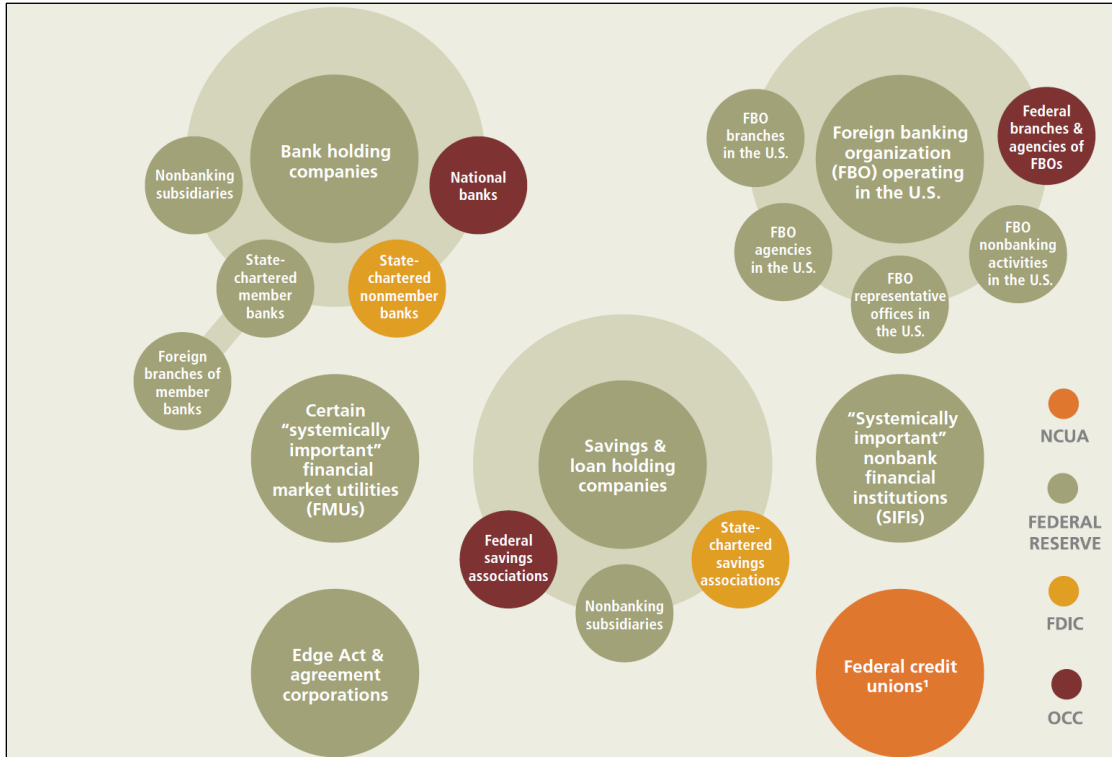 Bank holding
companies
Nonbanking
subsidiaries
National
banks
State-
chartered
member
banks
State-
chartered
nonmember
banks
Foreign
branches of
member
banks
Foreign banking
organization
(FBO) operating
in the U.S.
FBO
branches
in the U.S.
Federal
branches &
agencies of
FBOs
FBO
agencies
in the U.S.
FBO
nonbanking
activities
in the U.S.
FBO
representative
offices in
the U.S.
Certain
“systemically
important”
financial
market utilities
(FMUs)
Savings &
loan holding
companies
Federal
savings
associations
State-
chartered
savings
associations
Nonbanking
subsidiaries
“Systemically
important”
nonbank
financial
institutions
(SIFIs)
Edge Act &
agreement
corporations
Federal credit
unions¹
NCUA
FEDERAL
RESERVE
FDIC
OCC